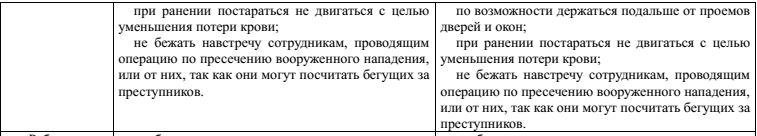 при ранении постараться не двигаться с целью
уменьшения потери крови;
не бежать навстречу сотрудникам, проводящим
операцию по пресечению вооруженного нападения,
или от них, так как они могут посчитать бегущих за
преступников.
по возможности держаться подальше от проемов
дверей и окон;
при ранении постараться не двигаться с целью
уменьшения потери крови;
не бежать навстречу сотрудникам, проводящим
операцию по пресечению вооруженного нападения,
или от них, так как они могут посчитать бегущих за
преступников.